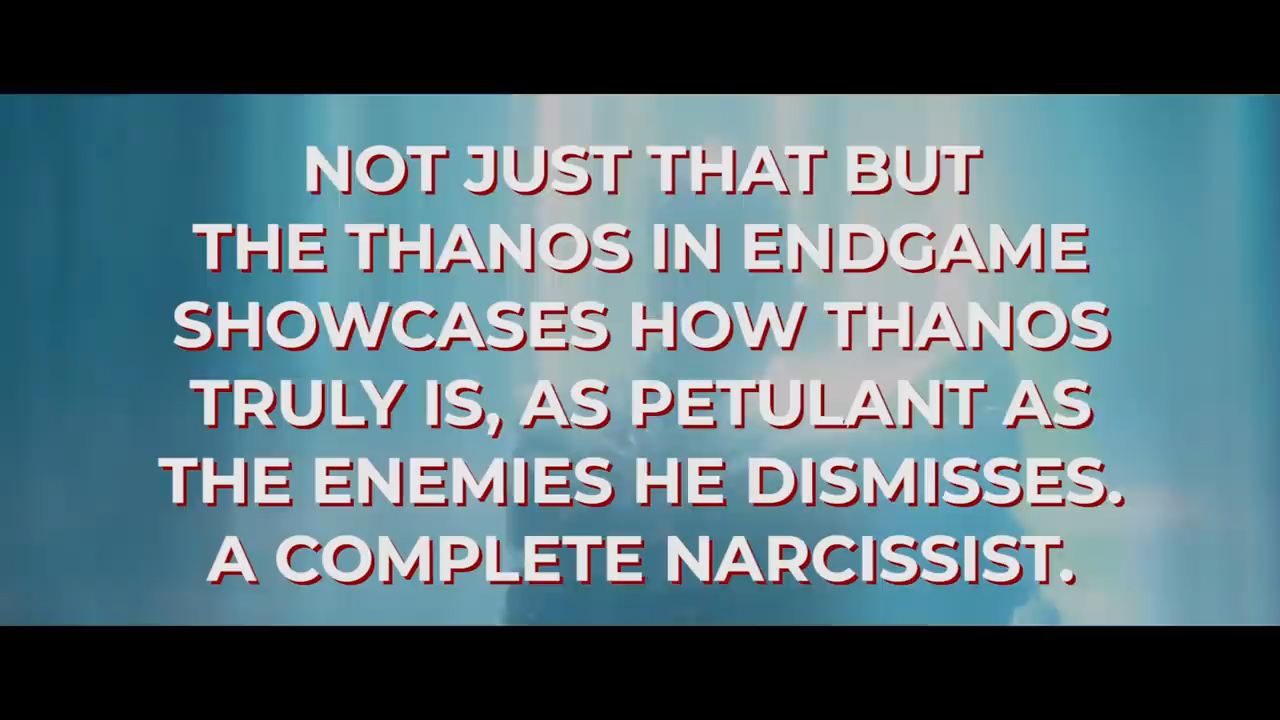 NOT JUST THAT BUT
THE THANOS IN ENDGAME
SHOWCASES HOW THANOS
TRULY IS, AS PETULANT AS
THE ENEMIES HE DISMISSES.
A COMPLETE NARCISSIST.